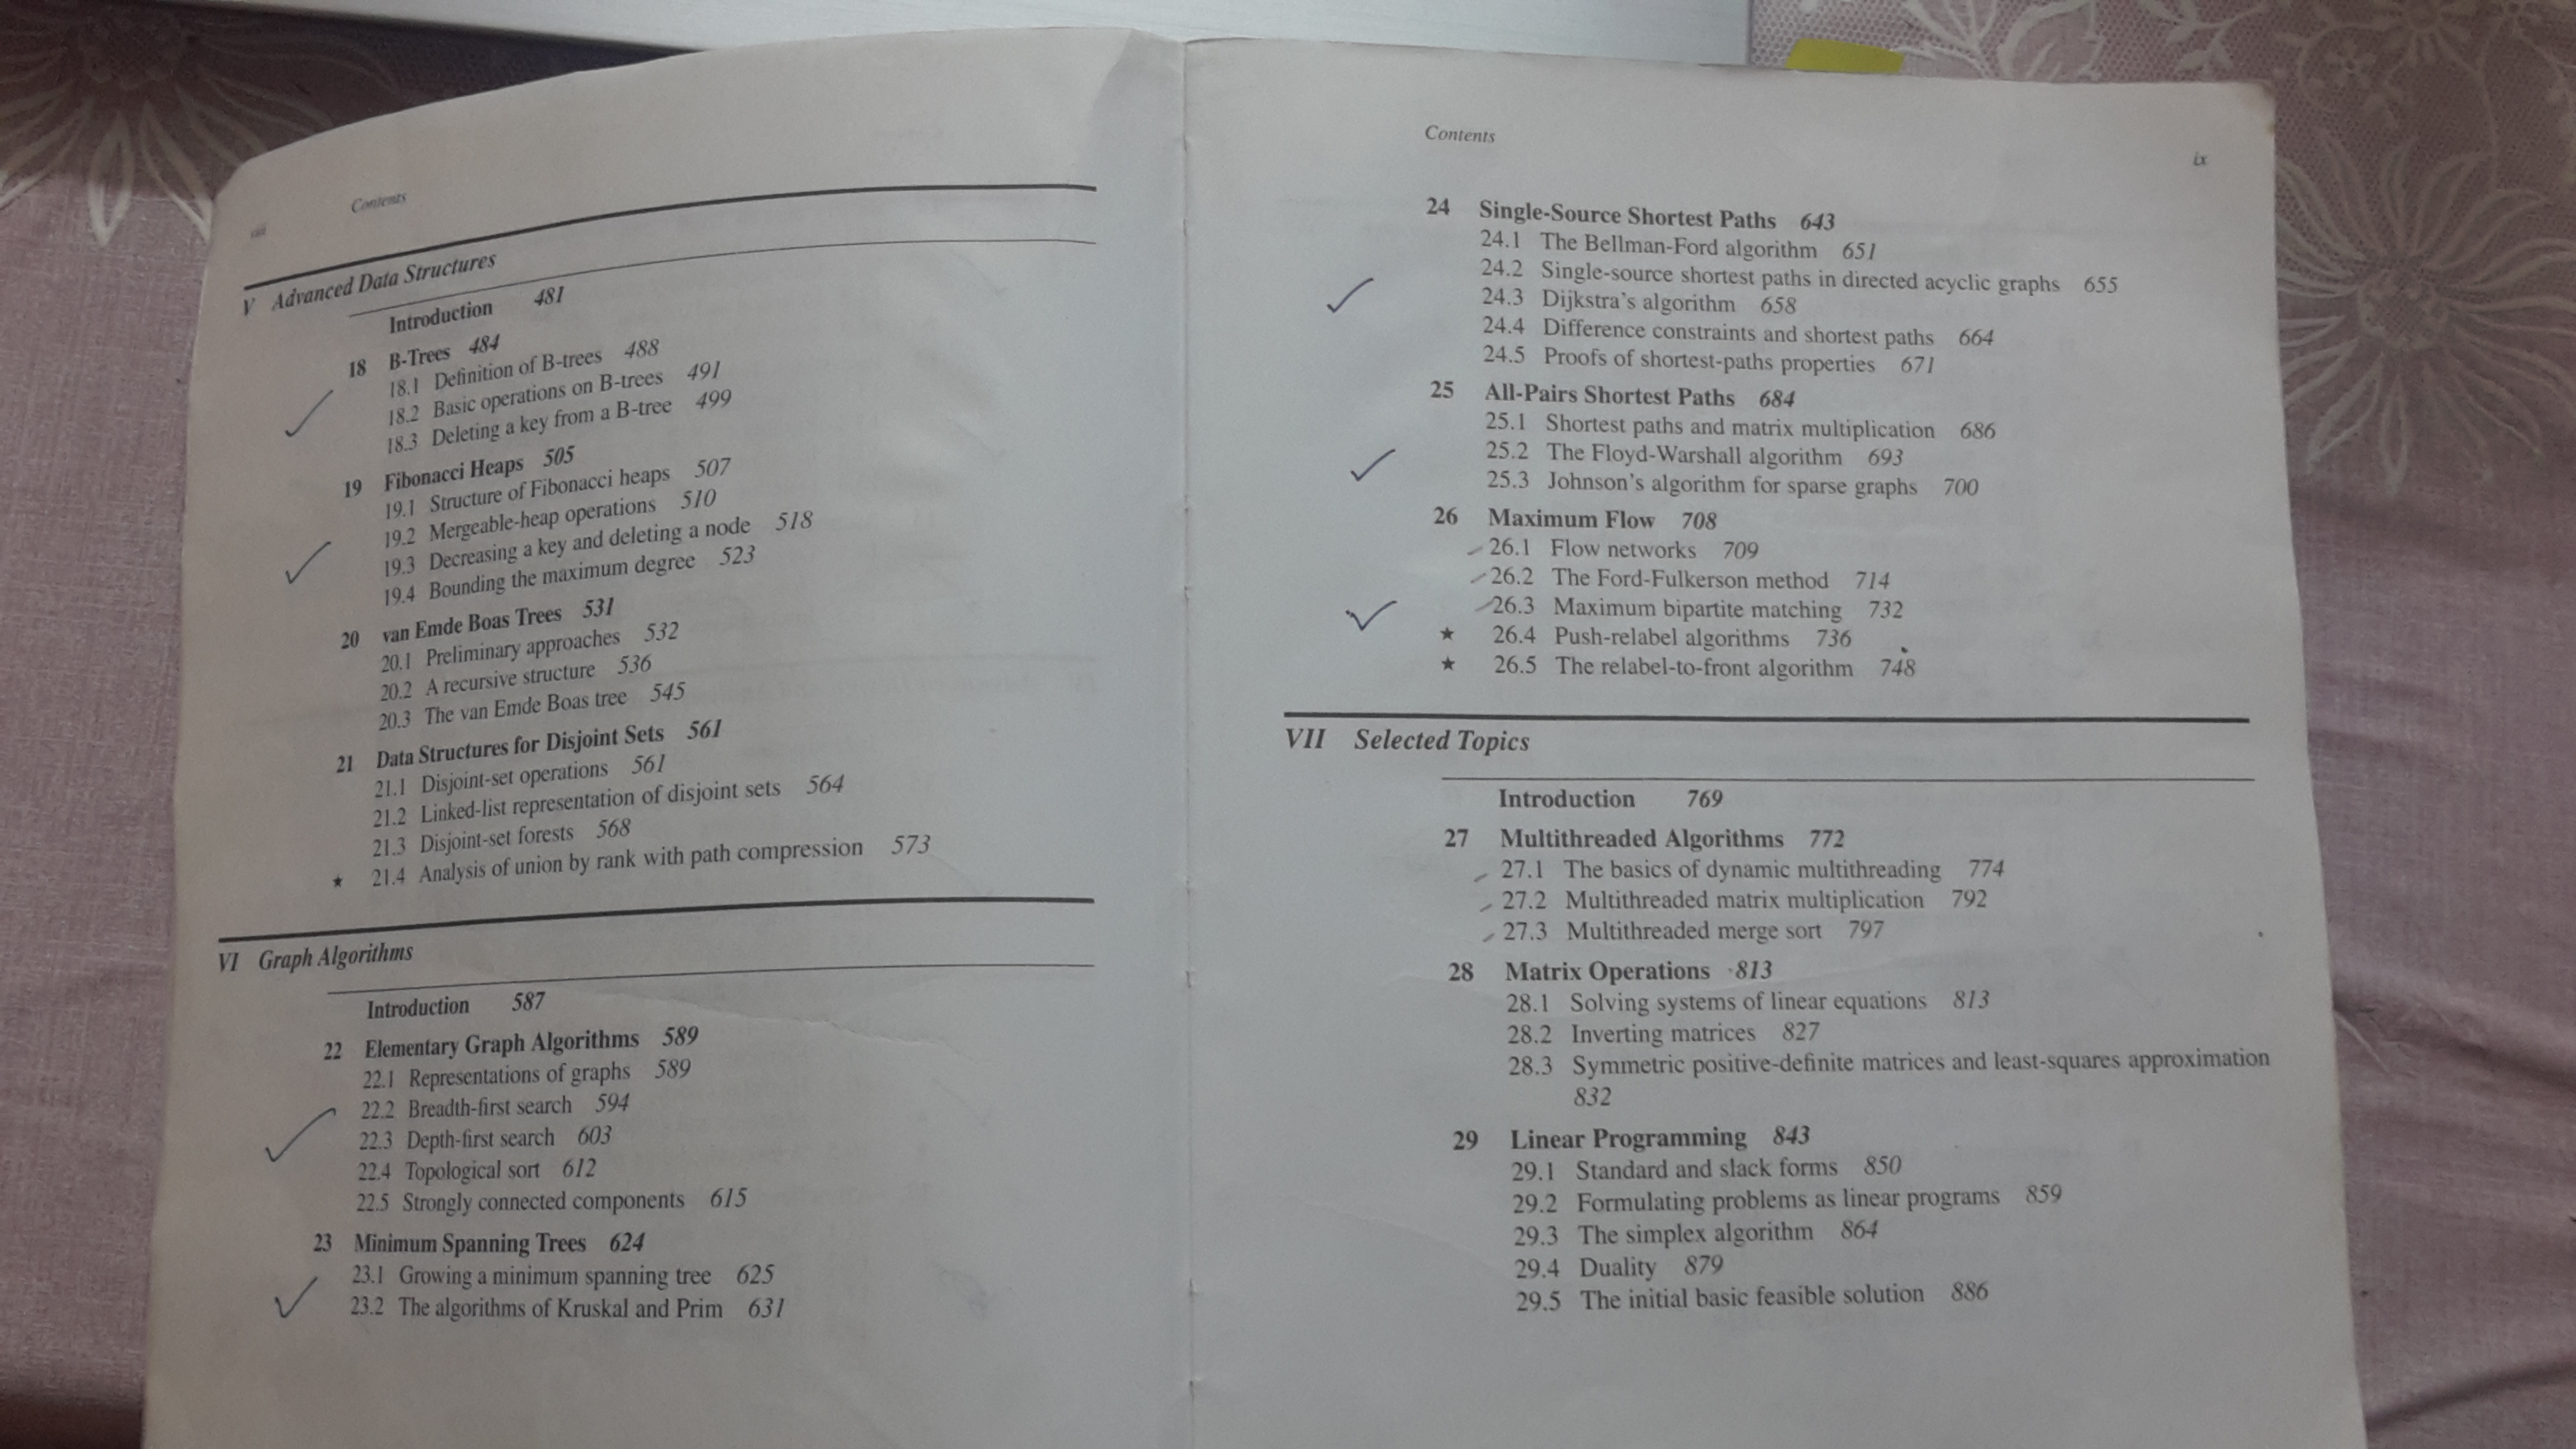 viii
Contents
V Advanced Data Structures
Introduction 481
18 B-Trees 484
18.1 Definition of B-trees 488
18.2 Basic operations on B-trees 491
18.3 Deleting a key from a B-tree 499
19 Fibonacci Heaps 505
19.1 Structure of Fibonacci heaps 507
19.2 Mergeable-heap operations 510
19.3 Decreasing a key and deleting a node 518
19.4 Bounding the maximum degree 523
20 van Emde Boas Trees 531
20.1 Preliminary approaches 532
20.2 A recursive structure 536
20.3 The van Emde Boas tree 545
21 Data Structures for Disjoint Sets 561
21.1 Disjoint-set operations 561
21.2 Linked-list representation of disjoint sets 564
21.3 Disjoint-set forests 568
★ 21.4 Analysis of union by rank with path compression 573
VI Graph Algorithms
Introduction 587
22 Elementary Graph Algorithms 589
22.1 Representations of graphs 589
22.2 Breadth-first search 594
22.3 Depth-first search 603
22.4 Topological sort 612
22.5 Strongly connected components 615
23 Minimum Spanning Trees 624
23.1 Growing a minimum spanning tree 625
23.2 The algorithms of Kruskal and Prim 631
Contents
ix
24 Single-Source Shortest Paths 643
24.1 The Bellman-Ford algorithm 651
24.2 Single-source shortest paths in directed acyclic graphs 655
24.3 Dijkstra's algorithm 658
24.4 Difference constraints and shortest paths 664
24.5 Proofs of shortest-paths properties 671
25 All-Pairs Shortest Paths 684
25.1 Shortest paths and matrix multiplication 686
25.2 The Floyd-Warshall algorithm 693
25.3 Johnson's algorithm for sparse graphs 700
26 Maximum Flow 708
26.1 Flow networks 709
26.2 The Ford-Fulkerson method 714
26.3 Maximum bipartite matching 732
★ 26.4 Push-relabel algorithms 736
★ 26.5 The relabel-to-front algorithm 748
VII Selected Topics
Introduction 769
27 Multithreaded Algorithms 772
27.1 The basics of dynamic multithreading 774
27.2 Multithreaded matrix multiplication 792
27.3 Multithreaded merge sort 797
28 Matrix Operations 813
28.1 Solving systems of linear equations 813
28.2 Inverting matrices 827
28.3 Symmetric positive-definite matrices and least-squares approximation
832
29 Linear Programming 843
29.1 Standard and slack forms 850
29.2 Formulating problems as linear programs 859
29.3 The simplex algorithm 864
29.4 Duality 879
29.5 The initial basic feasible solution 886